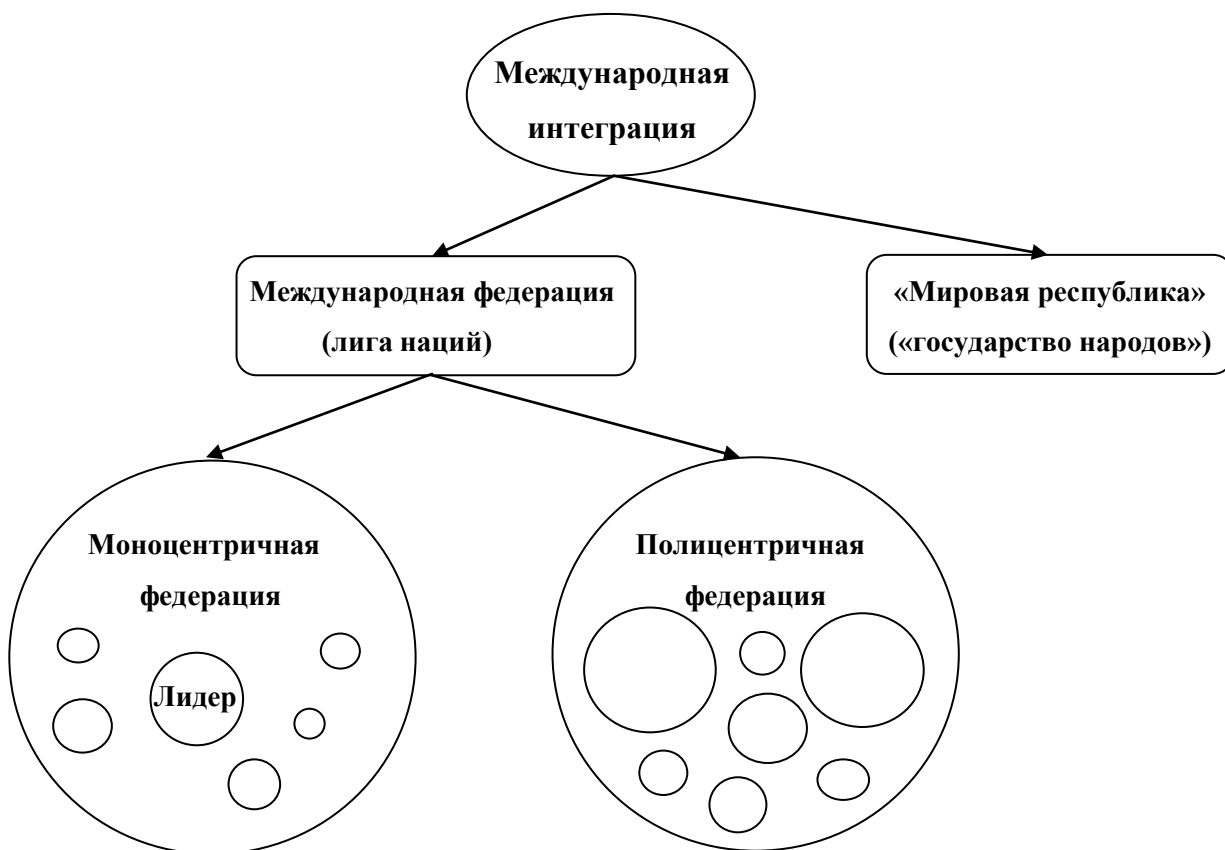 Международная
интеграция
Международная федерация
(лига наций)
«Мировая республика»
(«государство народов»)
Моноцентричная
федерация
Лидер
Полицентричная
федерация